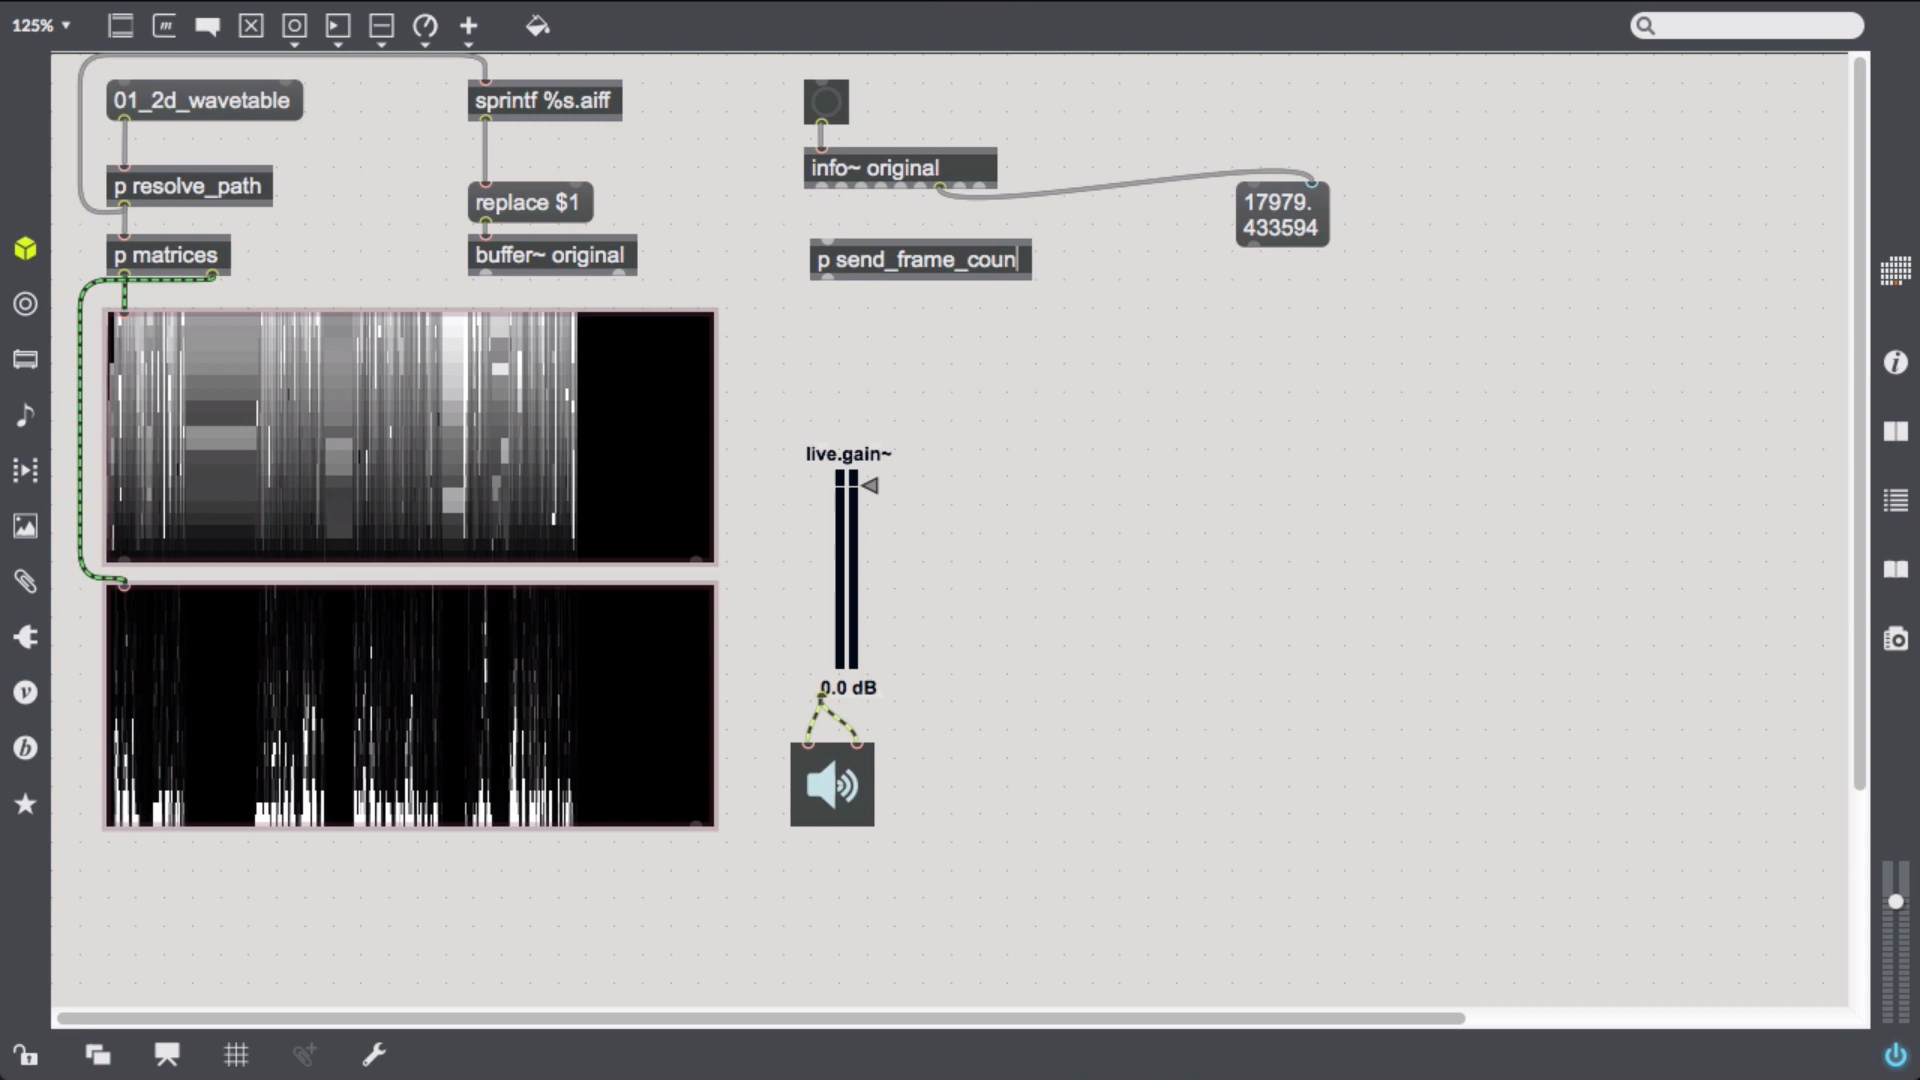 125%
01_2d_wavetable
sprintf %s.aiff
p resolve_path
info~ original
replace $1
17979.
433594
p matrices
buffer~ original
p send_frame_coun
live.gain~
0.0 dB